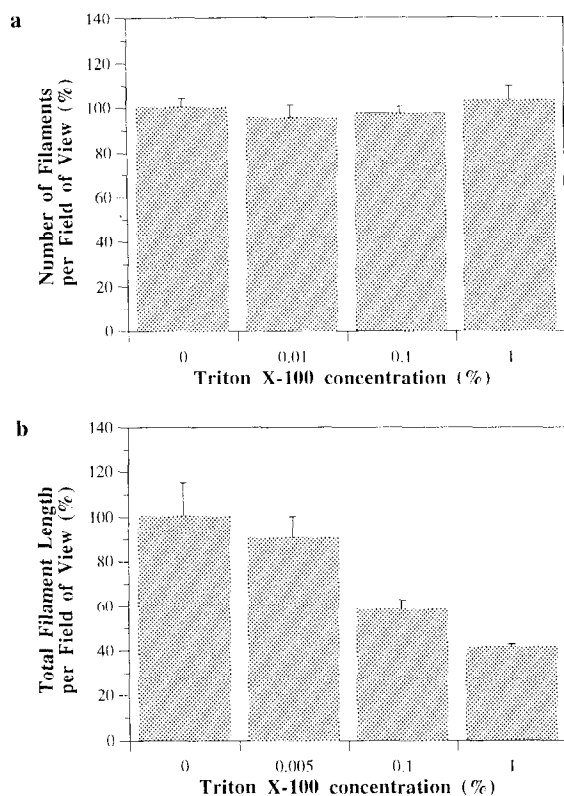 a
Number of Filaments
per Field of View (%)
140
120
100
80
60
40
20
0
0 0.01 0.1 1
Triton X-100 concentration (%)
b
Total Filament Length
per Field of View (%)
140
120
100
80
60
40
20
0
0 0.005 0.1 1
Triton X-100 concentration (%)